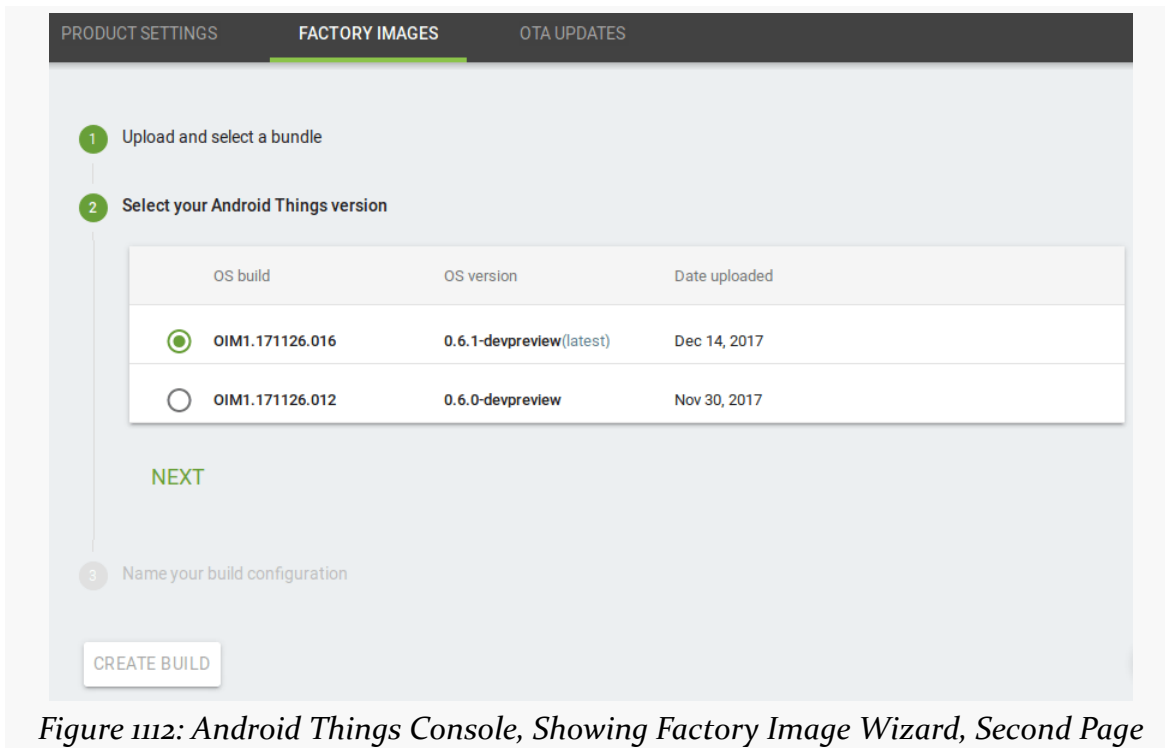 PRODUCT SETTINGS FACTORY IMAGES OTA UPDATES
1 Upload and select a bundle
2 Select your Android Things version
OS build OS version Date uploaded
OIM1.171126.016 0.6.1-devpreview(latest) Dec 14, 2017
OIM1.171126.012 0.6.0-devpreview Nov 30, 2017
NEXT
3 Name your build configuration
CREATE BUILD
Figure 1112: Android Things Console, Showing Factory Image Wizard, Second Page